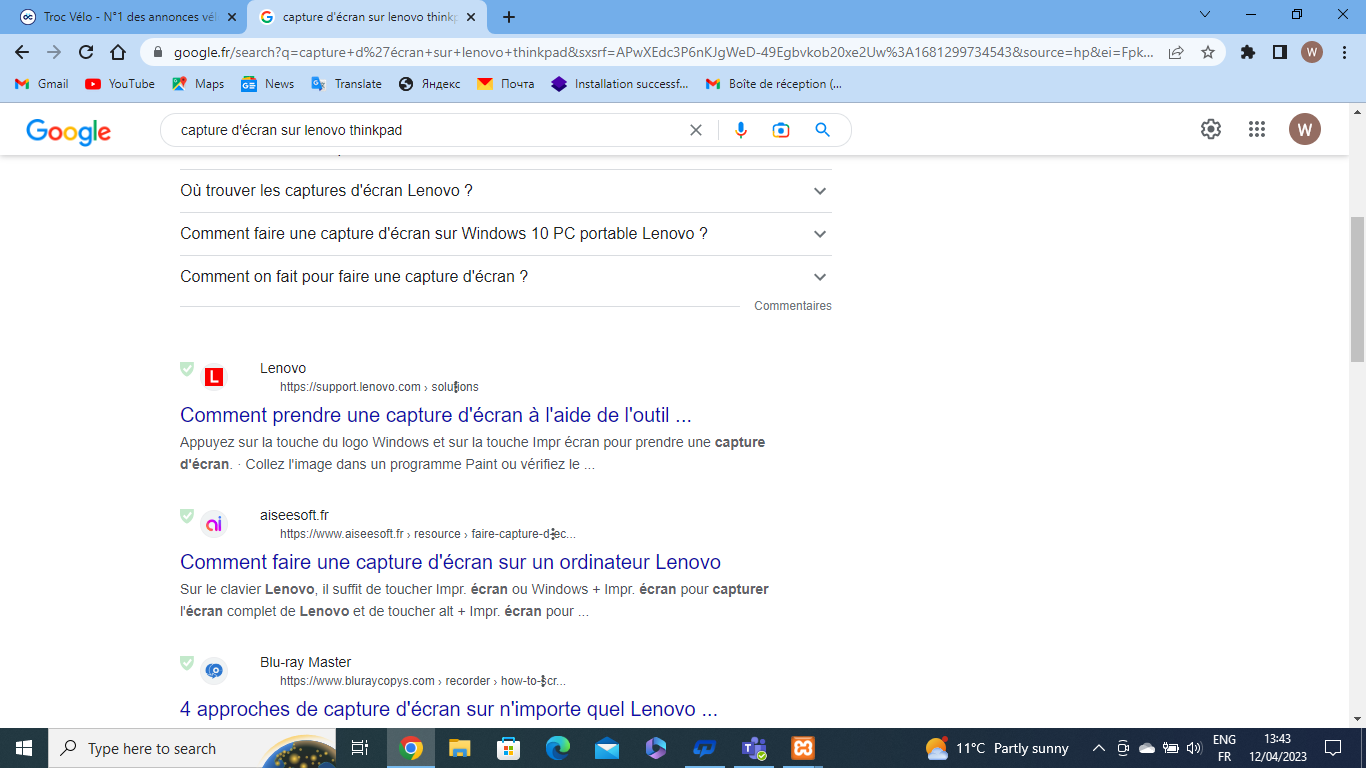 Troc Vélo - N°1 des annonces vél
capture d'écran sur lenovo thinkp
google.fr/search?q=capture+d%27écran+sur+lenovo+thinkpad&sxsrf=APwXEdc3P6nKJgWeD-49Egbvkob20xe2Uw%3A1681299734543&source=hp&ei=Fpk...
W
Gmail
YouTube
Maps
News
Translate
Яндекс
Почта
Installation successf...
Boîte de réception (...
Google
capture d'écran sur lenovo thinkpad
W
Où trouver les captures d'écran Lenovo ?
Comment faire une capture d'écran sur Windows 10 PC portable Lenovo ?
Comment on fait pour faire une capture d'écran ?
Commentaires
L
Lenovo
https://support.lenovo.com › solutions
Comment prendre une capture d'écran à l'aide de l'outil ...
Appuyez sur la touche du logo Windows et sur la touche Impr écran pour prendre une capture
d'écran. · Collez l'image dans un programme Paint ou vérifiez le ...
ai
aiseesoft.fr
https://www.aiseesoft.fr › resource › faire-capture-d-ec...
Comment faire une capture d'écran sur un ordinateur Lenovo
Sur le clavier Lenovo, il suffit de toucher Impr. écran ou Windows + Impr. écran pour capturer
l'écran complet de Lenovo et de toucher alt + Impr. écran pour ...
Blu-ray Master
https://www.bluraycopys.com › recorder › how-to-scr...
4 approches de capture d'écran sur n'importe quel Lenovo ...
Type here to search
11°C Partly sunny
ENG
FR
13:43
12/04/2023